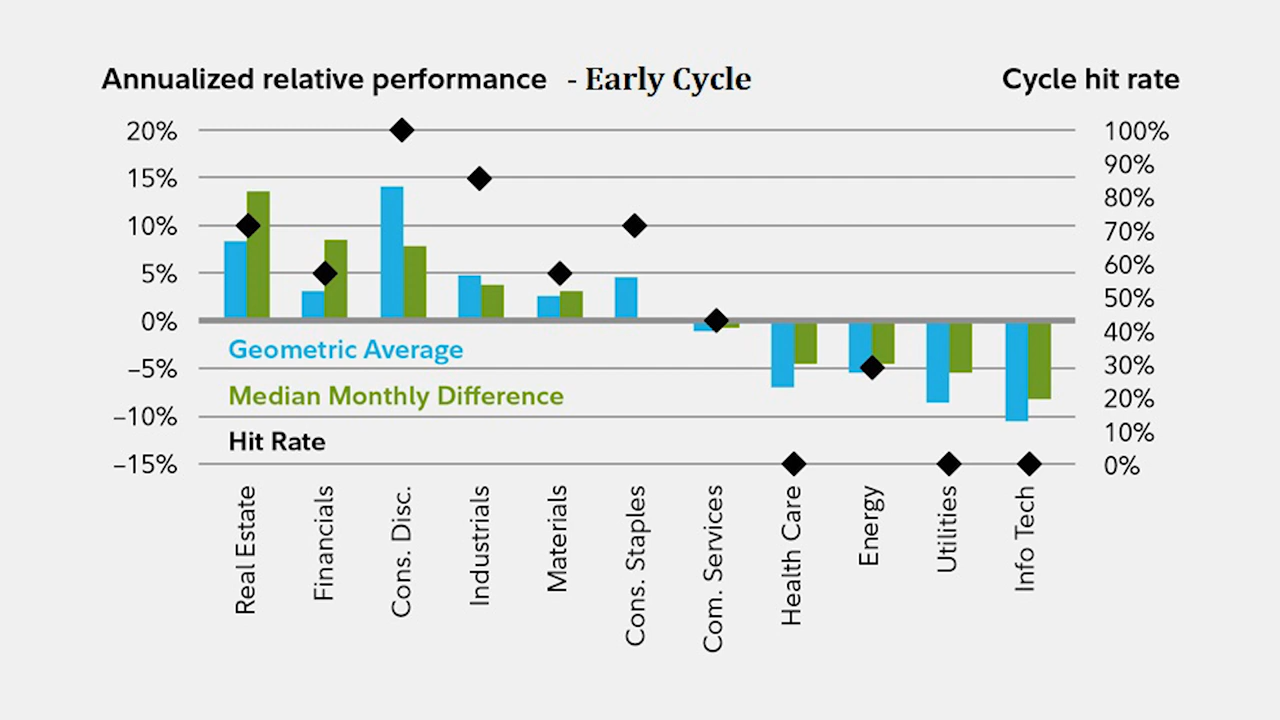 Annualized relative performance - Early Cycle
Cycle hit rate
20%
15%
10%
5%
0%
–5%
–10%
–15%
100%
90%
80%
70%
60%
50%
40%
30%
20%
10%
0%
Geometric Average
Median Monthly Difference
Hit Rate
Real Estate
Financials
Cons. Disc.
Industrials
Materials
Cons. Staples
Com. Services
Health Care
Energy
Utilities
Info Tech